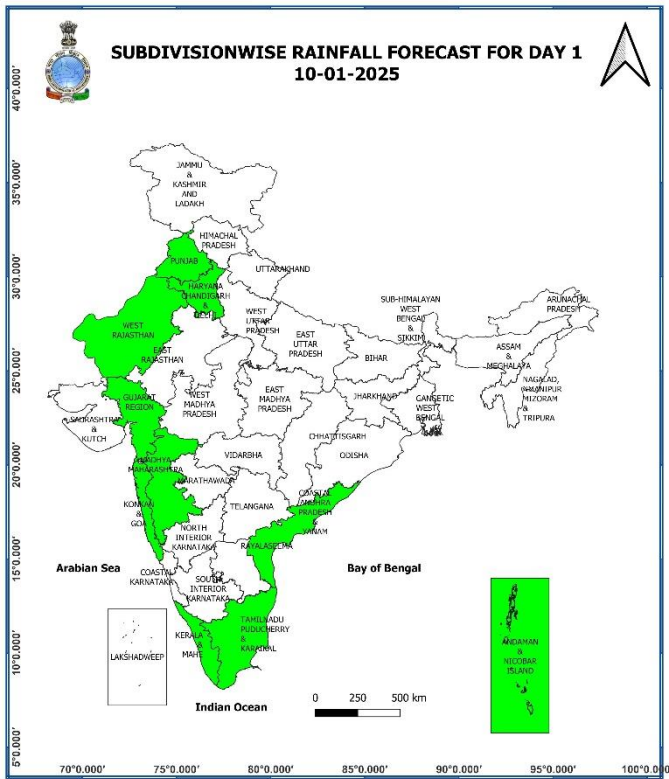 SUBDIVISIONWISE RAINFALL FORECAST FOR DAY 1
10-01-2025
40°0.000'
35°0.000'
30°0.000'
25°0.000'
20°0.000'
15°0.000'
10°0.000'
5°0.000'
JAMMU
&
KASHMIR
AND
LADAKH
HIMACHAL
PRADESH
PUNJAB
UTTARAKHAND
HARYANA
CHANDIGARH
&
DELHI
WEST
UTTAR
PRADESH
SUB-HIMALAYAN
WEST
BENGAL
&
SIKKIM
ARUNACHAL
PRADESH
WEST
RAJASTHAN
EAST
RAJASTHAN
EAST
UTTAR
PRADESH
BIHAR
ASSAM
&
MEGHALAYA
NAGALAD,
MANIPUR
MIZORAM
&
TRIPURA
GUJARAT
REGION
WEST
MADHYA
PRADESH
EAST
MADHYA
PRADESH
JHARKHAND
GANGETIC
WEST
BENGAL
SAURASHTRA
&
KUTCH
CHHATTISGARH
ODISHA
MADHYA
MAHARASHTRA
VIDARBHA
MARATHAWADA
KONKAN
&
GOA
TELANGANA
COASTAL
ANDHRA
PRADESH
&
YANAM
NORTH
INTERIOR
KARNATAKA
RAYALASEEMA
Arabian Sea
COASTAL
KARNATAKA
SOUTH
INTERIOR
KARNATAKA
Bay of Bengal
LAKSHADWEEP
KERALA
&
MAHE
TAMILNADU
PUDUCHERRY
&
KARAIKAL
ANDAMAN
&
NICOBAR
ISLAND
Indian Ocean
0 250 500 km
70°0.000' 75°0.000' 80°0.000' 85°0.000' 90°0.000' 95°0.000' 100°0.000'